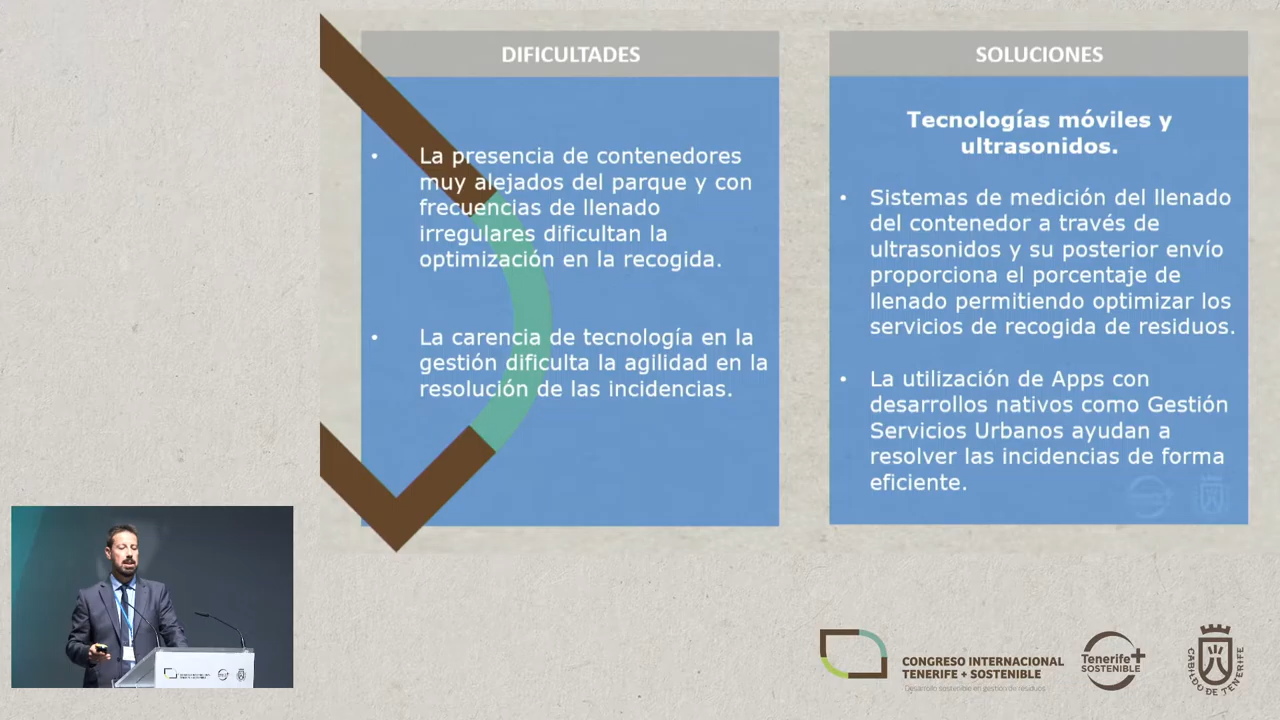 DIFICULTADES
• La presencia de contenedores
muy alejados del parque y con
frecuencias de llenado
irregulares dificultan la
optimización en la recogida.
• La carencia de tecnología en la
gestión dificulta la agilidad en la
resolución de las incidencias.
SOLUCIONES
Tecnologías móviles y
ultrasonidos.
• Sistemas de medición del llenado
del contenedor a través de
ultrasonidos y su posterior envío
proporciona el porcentaje de
llenado permitiendo optimizar los
servicios de recogida de residuos.
• La utilización de Apps con
desarrollos nativos como Gestión
Servicios Urbanos ayudan a
resolver las incidencias de forma
eficiente.
CONGRESO INTERNACIONAL
TENERIFE + SOSTENIBLE
Desarrollo sostenible en gestión de residuos
Tenerife+
SOSTENIBLE
CABILDO DE TENERIFE